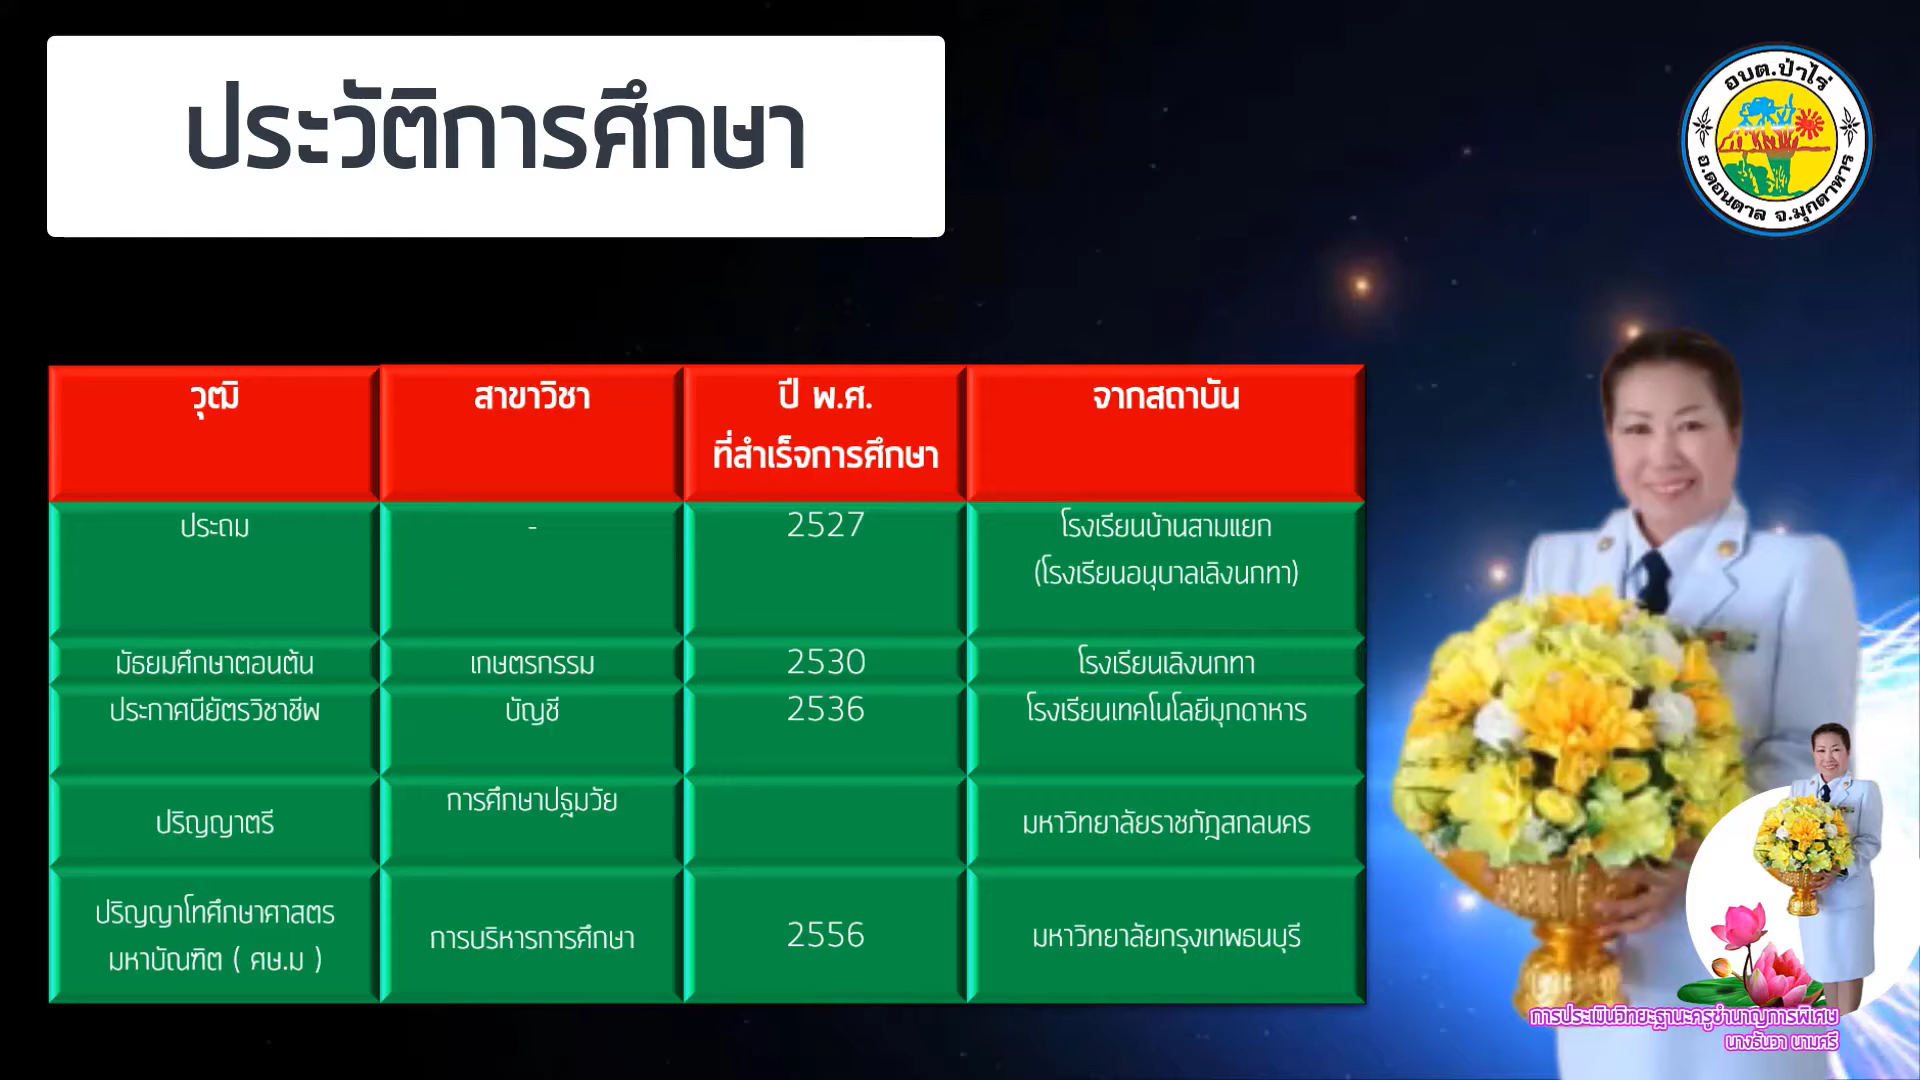 ประวัติการศึกษา
อบต.ป่าไร่
อ.ดอนตาล จ.มุกดาหาร
วุฒิ
สาขาวิชา
ปี พ.ศ.
ที่สำเร็จการศึกษา
จากสถาบัน
ประถม
-
2527
โรงเรียนบ้านสามแยก
(โรงเรียนอนุบาลเลิงนกทา)
มัธยมศึกษาตอนต้น
เกษตรกรรม
2530
โรงเรียนเลิงนกทา
ประกาศนียัตรวิชาชีพ
บัญชี
2536
โรงเรียนเทคโนโลยีมุกดาหาร
ปริญญาตรี
การศึกษาปฐมวัย
มหาวิทยาลัยราชภัฎสกลนคร
ปริญญาโทศึกษาศาสตร
มหาบัณฑิต ( ศษ.ม )
การบริหารการศึกษา
2556
มหาวิทยาลัยกรุงเทพธนบุรี
การประเมินวิทยะฐานะครูชำนาญการพิเศษ
นางธันวา นามศรี